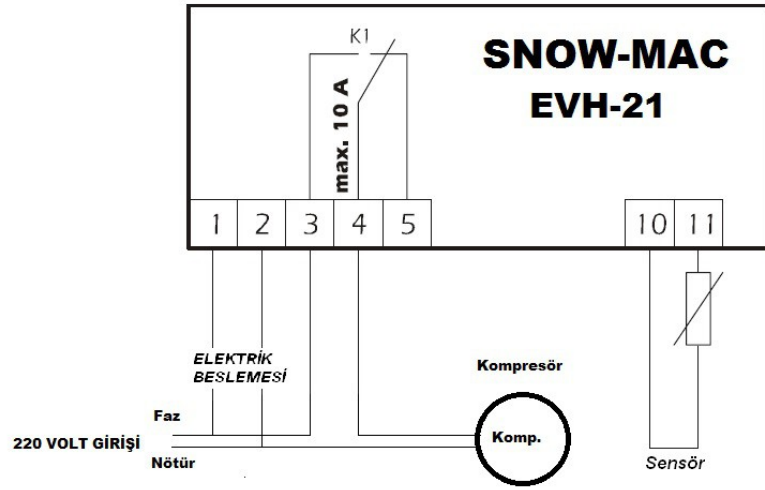 K1
SNOW-MAC
EVH-21
max. 10 A
1 2 3 4 5 10 11
ELEKTRİK
BESLEMESİ
Kompresör
Faz
220 VOLT GİRİŞİ
Komp.
Nötür
Sensör